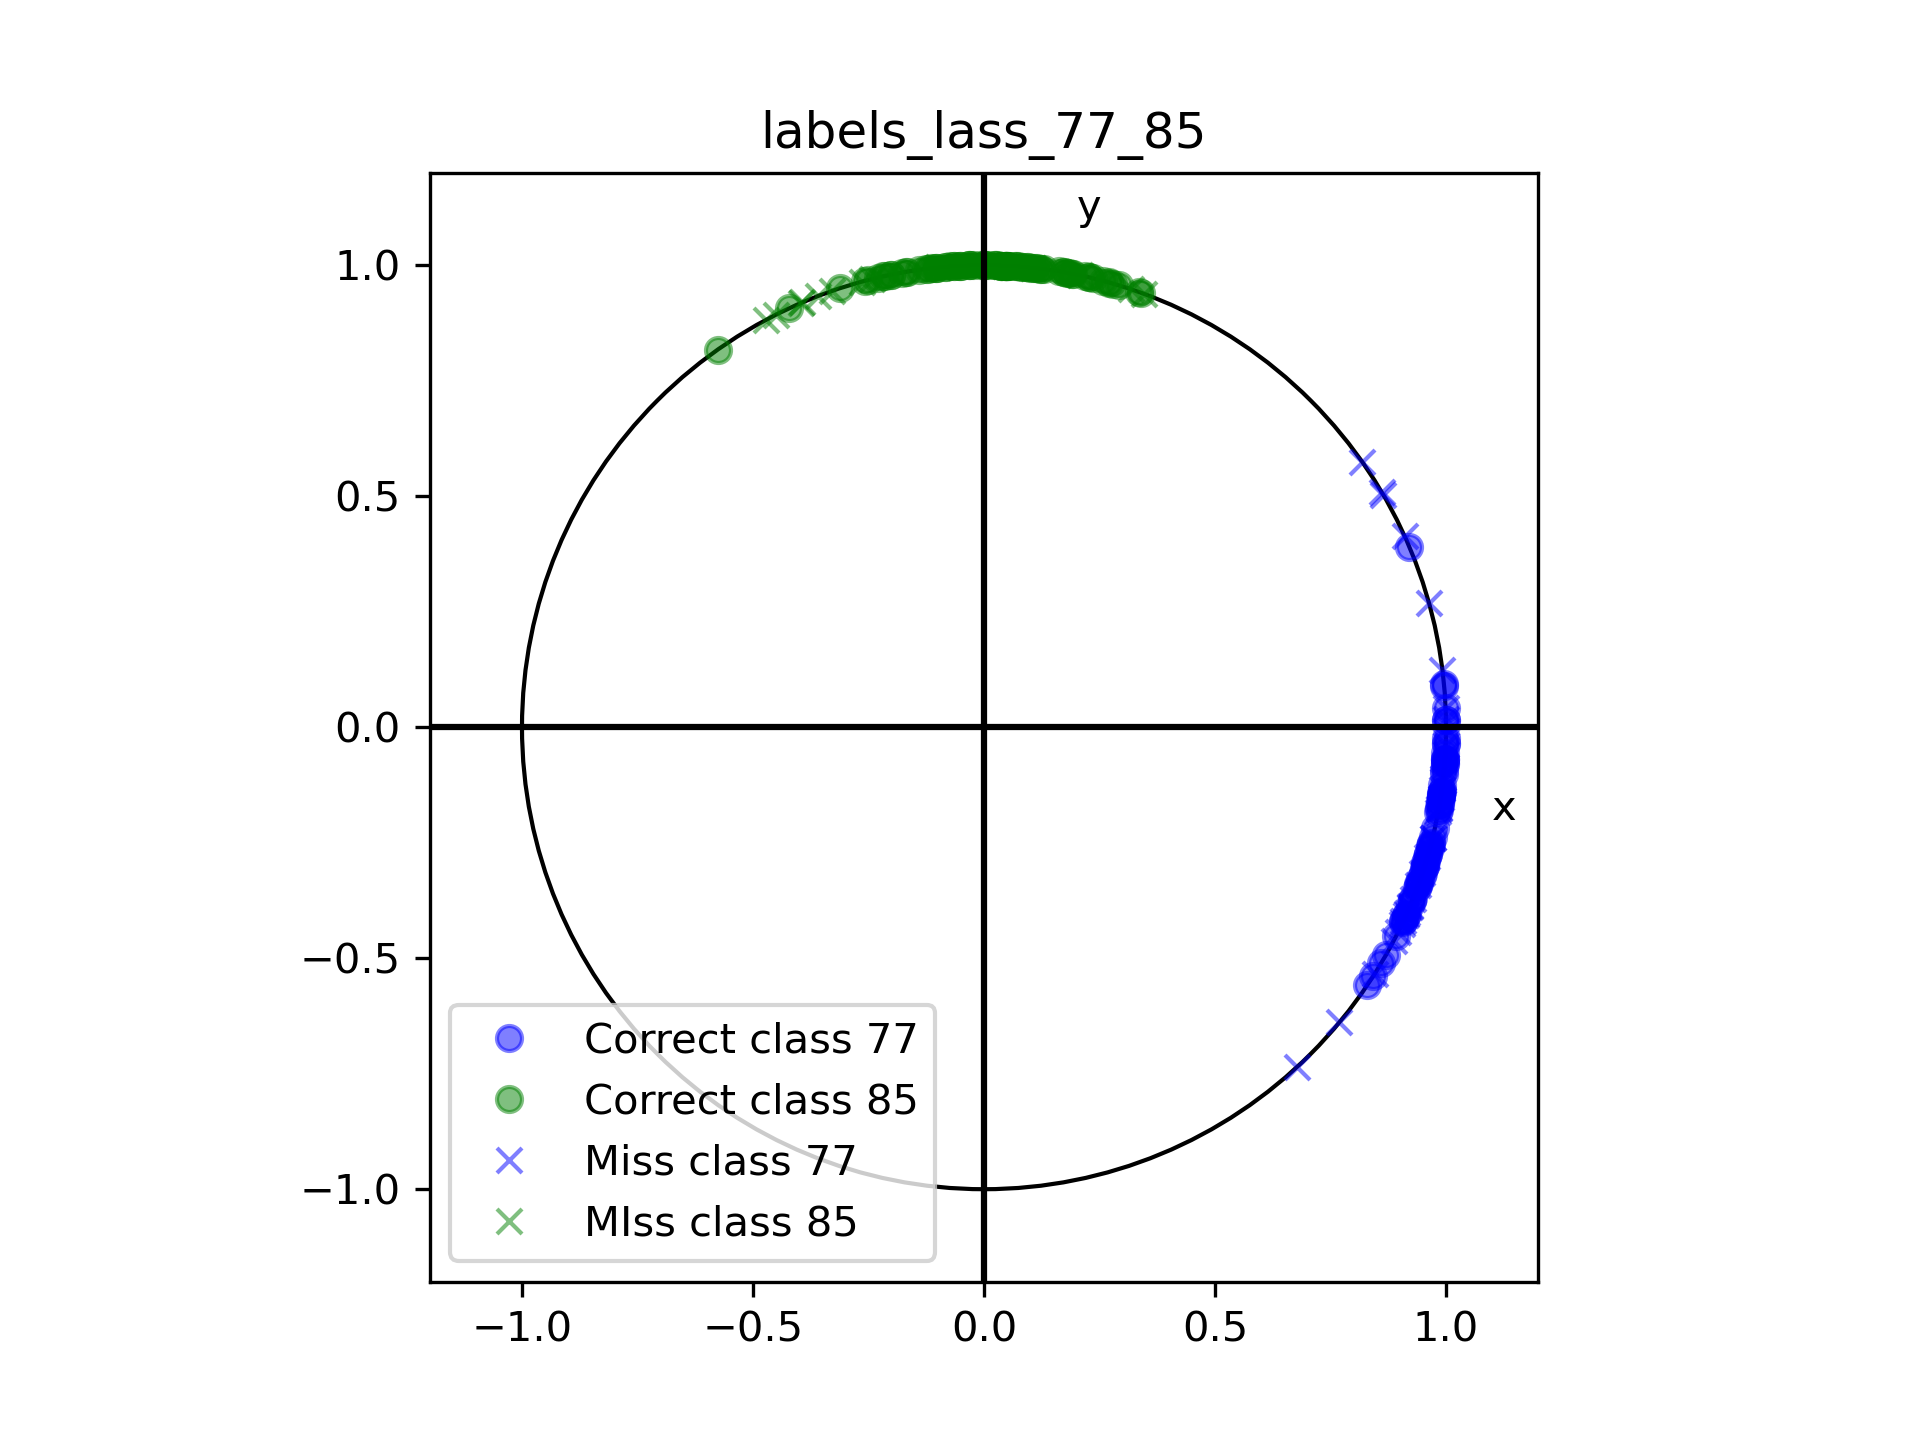 labels_lass_77_85
y
1.0
0.5
0.0
x
−0.5
−1.0
Correct class 77
Correct class 85
Miss class 77
MIss class 85
−1.0 −0.5 0.0 0.5 1.0